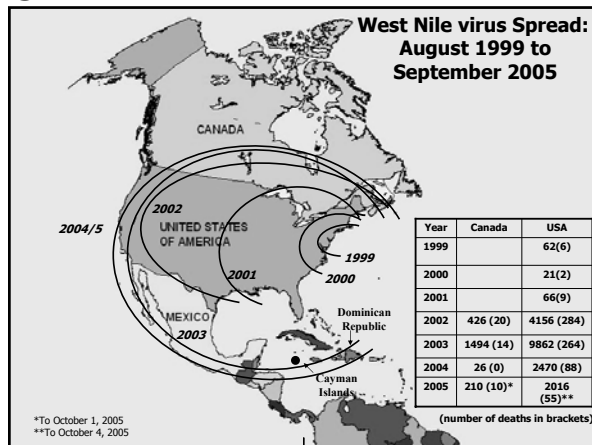 West Nile virus Spread:
August 1999 to
September 2005
CANADA
2002
2004/5
UNITED STATES
OF AMERICA
1999
2001
2000
MEXICO
2003
Dominican
Republic
Cayman
Islands
Year Canada USA
1999 62(6)
2000 21(2)
2001 66(9)
2002 426 (20) 4156 (284)
2003 1494 (14) 9862 (264)
2004 26 (0) 2470 (88)
2005 210 (10)* 2016
(55)**
(number of deaths in brackets)
*To October 1, 2005
**To October 4, 2005